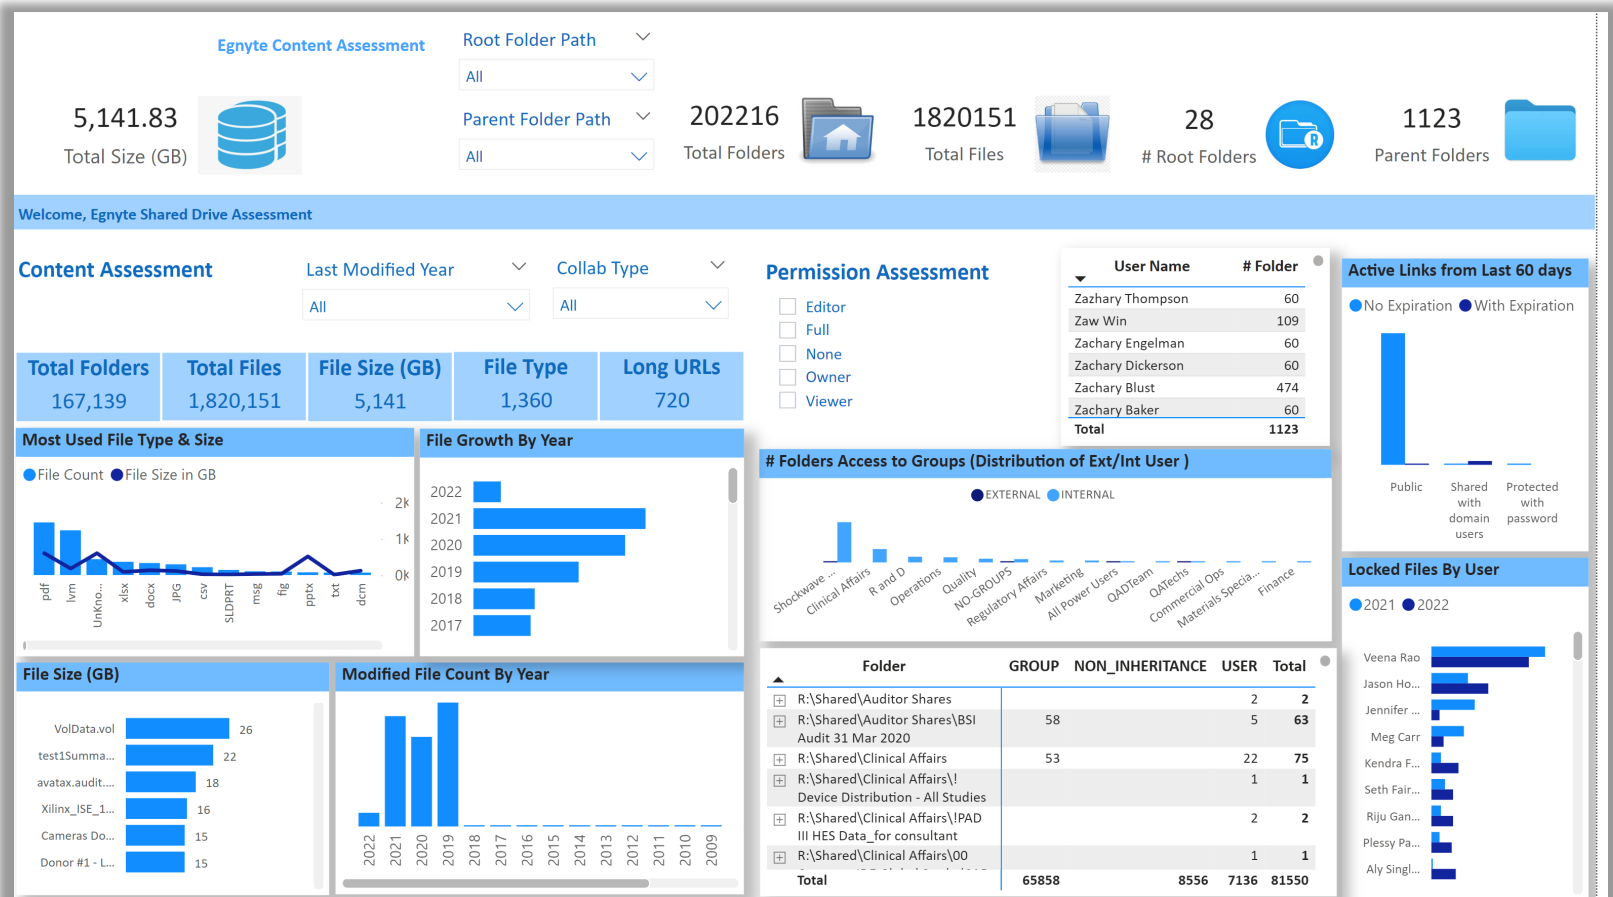 Egnyte Content Assessment
Root Folder Path
All
5,141.83
Total Size (GB)
Parent Folder Path
All
202216
Total Folders
1820151
Total Files
28
# Root Folders
1123
Parent Folders
Welcome, Egnyte Shared Drive Assessment
Content Assessment
Last Modified Year
All
Collab Type
All
Total Folders
167,139
Total Files
1,820,151
File Size (GB)
5,141
File Type
1,360
Long URLs
720
Permission Assessment
Editor
Full
None
Owner
Viewer
User Name # Folder
Zazhary Thompson 60
Zaw Win 109
Zachary Engelman 60
Zachary Dickerson 60
Zachary Blust 474
Zachary Baker 60
Total 1123
Active Links from Last 60 days
No Expiration With Expiration
Public
Shared with domain users
Protected with password
Most Used File Type & Size
File Count File Size in GB
2K
1K
0K
pdf
lvm
UnKno...
xlsx
docx
JPG
csv
SLDPRT
msg
fig
pptx
txt
dcm
File Growth By Year
2022
2021
2020
2019
2018
2017
# Folders Access to Groups (Distribution of Ext/Int User )
EXTERNAL INTERNAL
Shockwave ...
Clinical Affairs
R and D
Operations
Quality
NO-GROUPS
Regulatory Affairs
Marketing
All Power Users
QADTeam
QATechs
Commercial Ops
Materials Specia...
Finance
File Size (GB)
VolData.vol 26
test1Summa... 22
avatax.audit.... 18
Xilinx_ISE_1... 16
Cameras Do... 15
Donor #1 - L... 15
Modified File Count By Year
2022
2021
2020
2019
2018
2017
2016
2015
2014
2013
2012
2011
2010
2009
Folder GROUP NON_INHERITANCE USER Total
R:\Shared\Auditor Shares 2 2
R:\Shared\Auditor Shares\BSI 58 5 63
Audit 31 Mar 2020
R:\Shared\Clinical Affairs 53 22 75
R:\Shared\Clinical Affairs\! 1 1
Device Distribution - All Studies
R:\Shared\Clinical Affairs\!PAD 2 2
III HES Data_for consultant
R:\Shared\Clinical Affairs\00 1 1
Total 65858 8556 7136 81550
Locked Files By User
2021 2022
Veena Rao
Jason Ho...
Jennifer ...
Meg Carr
Kendra F...
Seth Fair...
Riju Gan...
Plessy Pa...
Aly Singl...